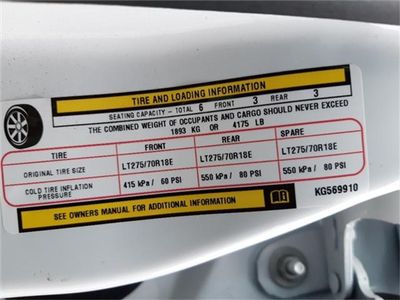 TIRE AND LOADING INFORMATION
SEATING CAPACITY - TOTAL 6 FRONT 3 REAR 3
THE COMBINED WEIGHT OF OCCUPANTS AND CARGO SHOULD NEVER EXCEED
1893 KG OR 4175 LB
TIRE FRONT REAR SPARE
ORIGINAL TIRE SIZE LT275/70R18E LT275/70R18E LT275/70R18E
COLD TIRE INFLATION
PRESSURE 415 kPa / 60 PSI 550 kPa / 80 PSI 550 kPa / 80 PSI
SEE OWNERS MANUAL FOR ADDITIONAL INFORMATION
KG569910